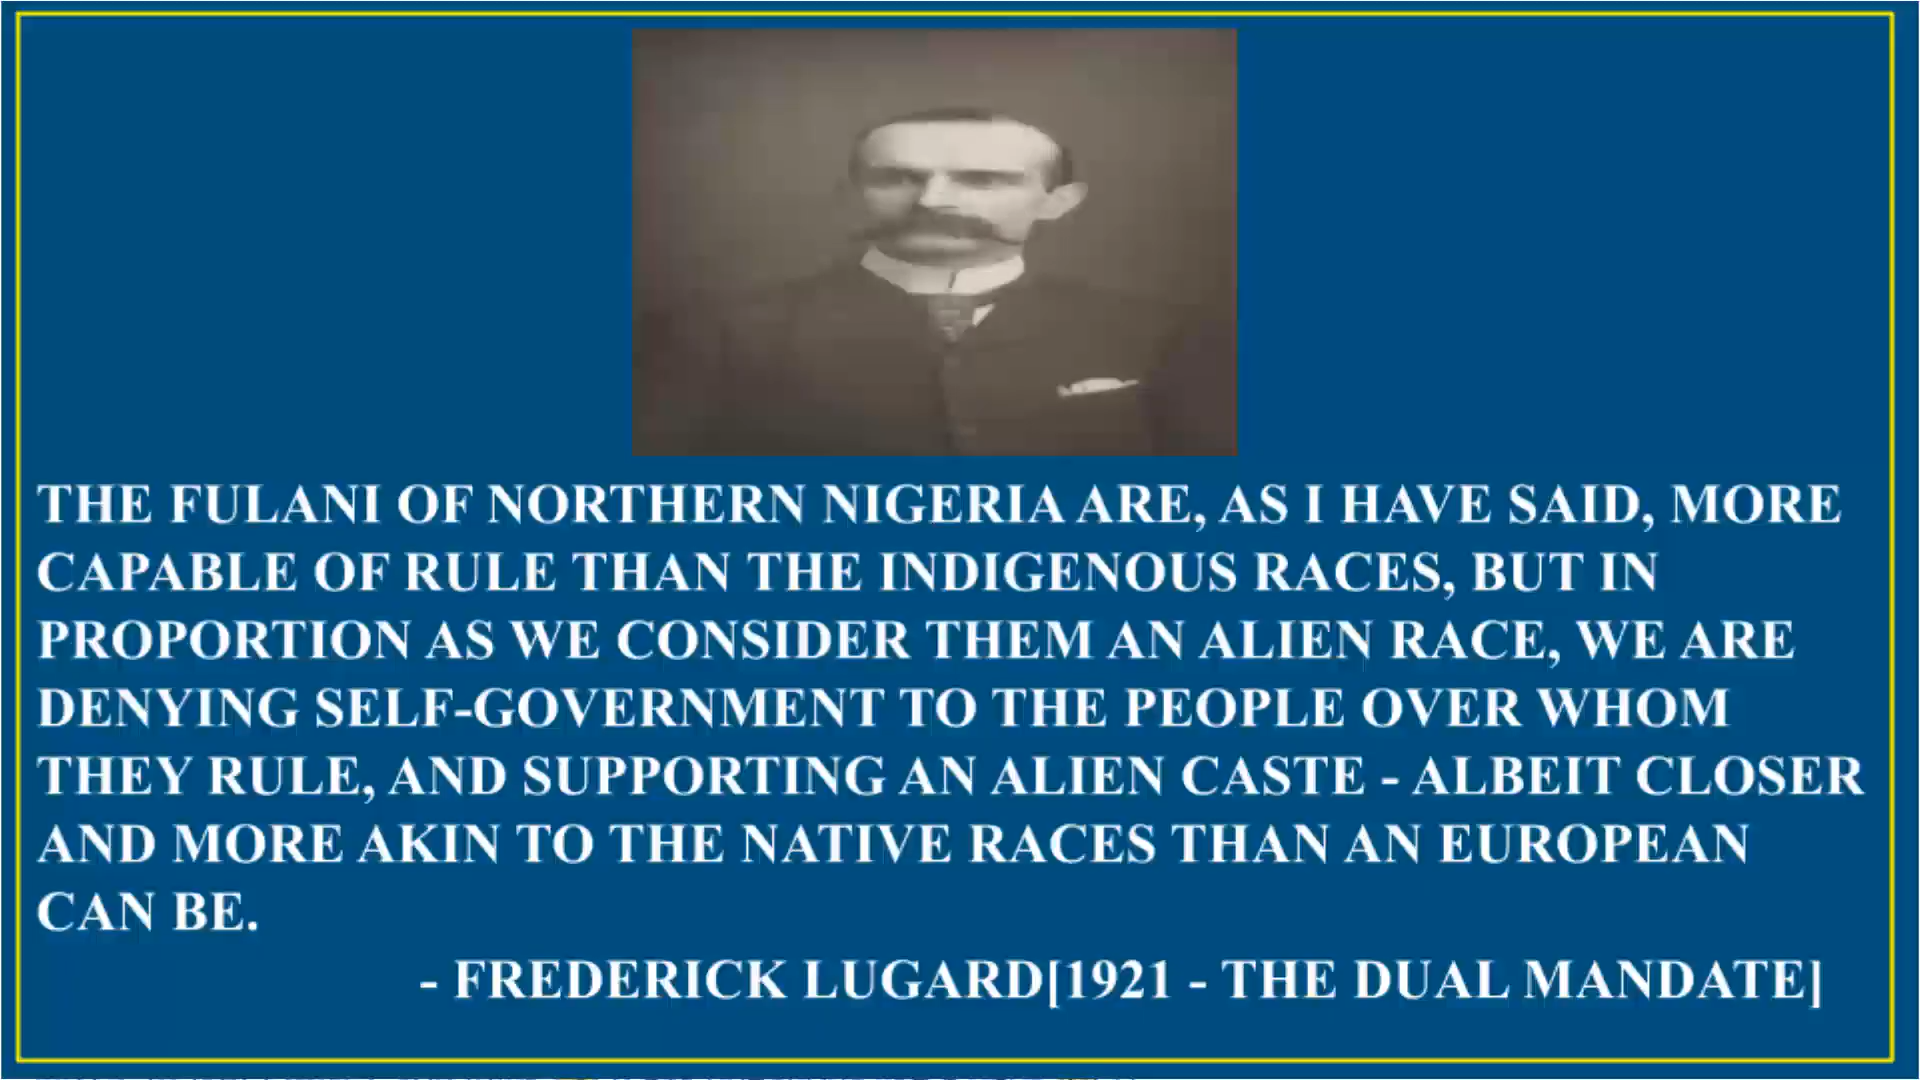 THE FULANI OF NORTHERN NIGERIA ARE, AS I HAVE SAID, MORE
CAPABLE OF RULE THAN THE INDIGENOUS RACES, BUT IN
PROPORTION AS WE CONSIDER THEM AN ALIEN RACE, WE ARE
DENYING SELF-GOVERNMENT TO THE PEOPLE OVER WHOM
THEY RULE, AND SUPPORTING AN ALIEN CASTE - ALBEIT CLOSER
AND MORE AKIN TO THE NATIVE RACES THAN AN EUROPEAN
CAN BE.
- FREDERICK LUGARD[1921 - THE DUAL MANDATE]